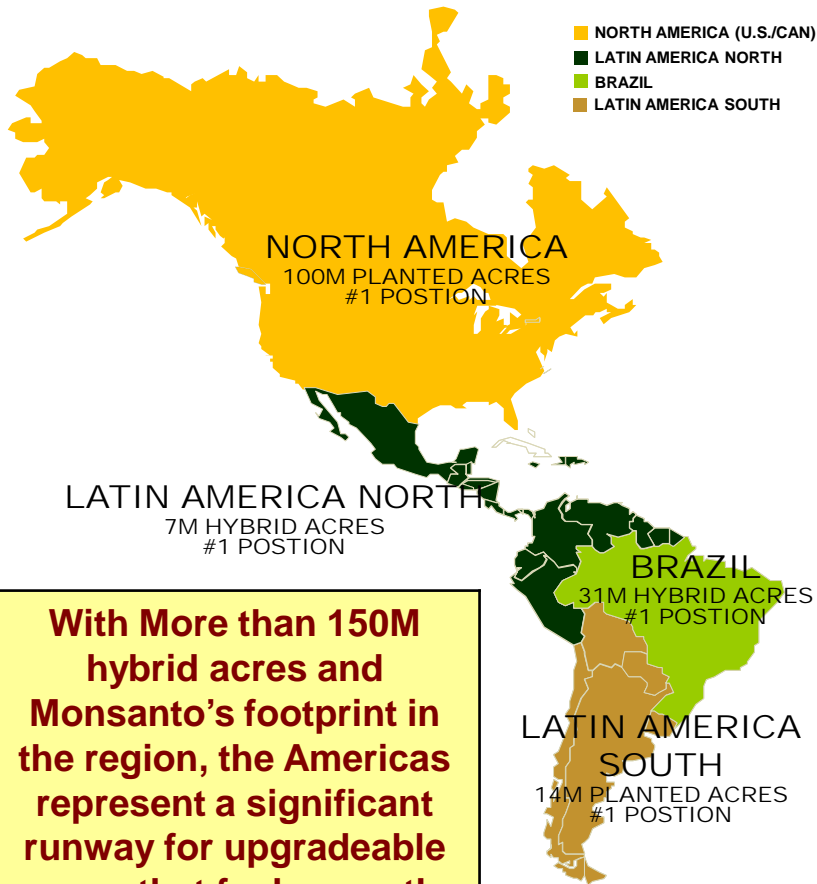 NORTH AMERICA (U.S./CAN)
LATIN AMERICA NORTH
BRAZIL
LATIN AMERICA SOUTH
NORTH AMERICA
100M PLANTED ACRES
#1 POSTION
LATIN AMERICA NORTH
7M HYBRID ACRES
#1 POSTION
BRAZIL
31M HYBRID ACRES
#1 POSTION
LATIN AMERICA
SOUTH
14M PLANTED ACRES
#1 POSTION
With More than 150M
hybrid acres and
Monsanto’s footprint in
the region, the Americas
represent a significant
runway for upgradeable